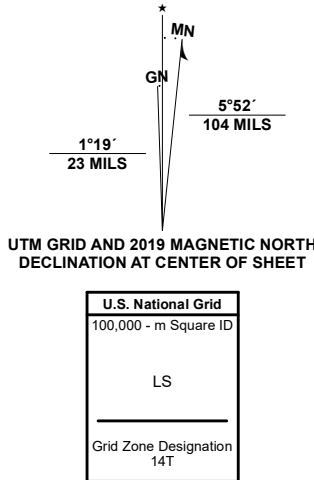 ★
MN
GN
5°52´
104 MILS
1°19´
23 MILS
UTM GRID AND 2019 MAGNETIC NORTH
DECLINATION AT CENTER OF SHEET
U.S. National Grid
100,000 - m Square ID
LS
Grid Zone Designation
14T